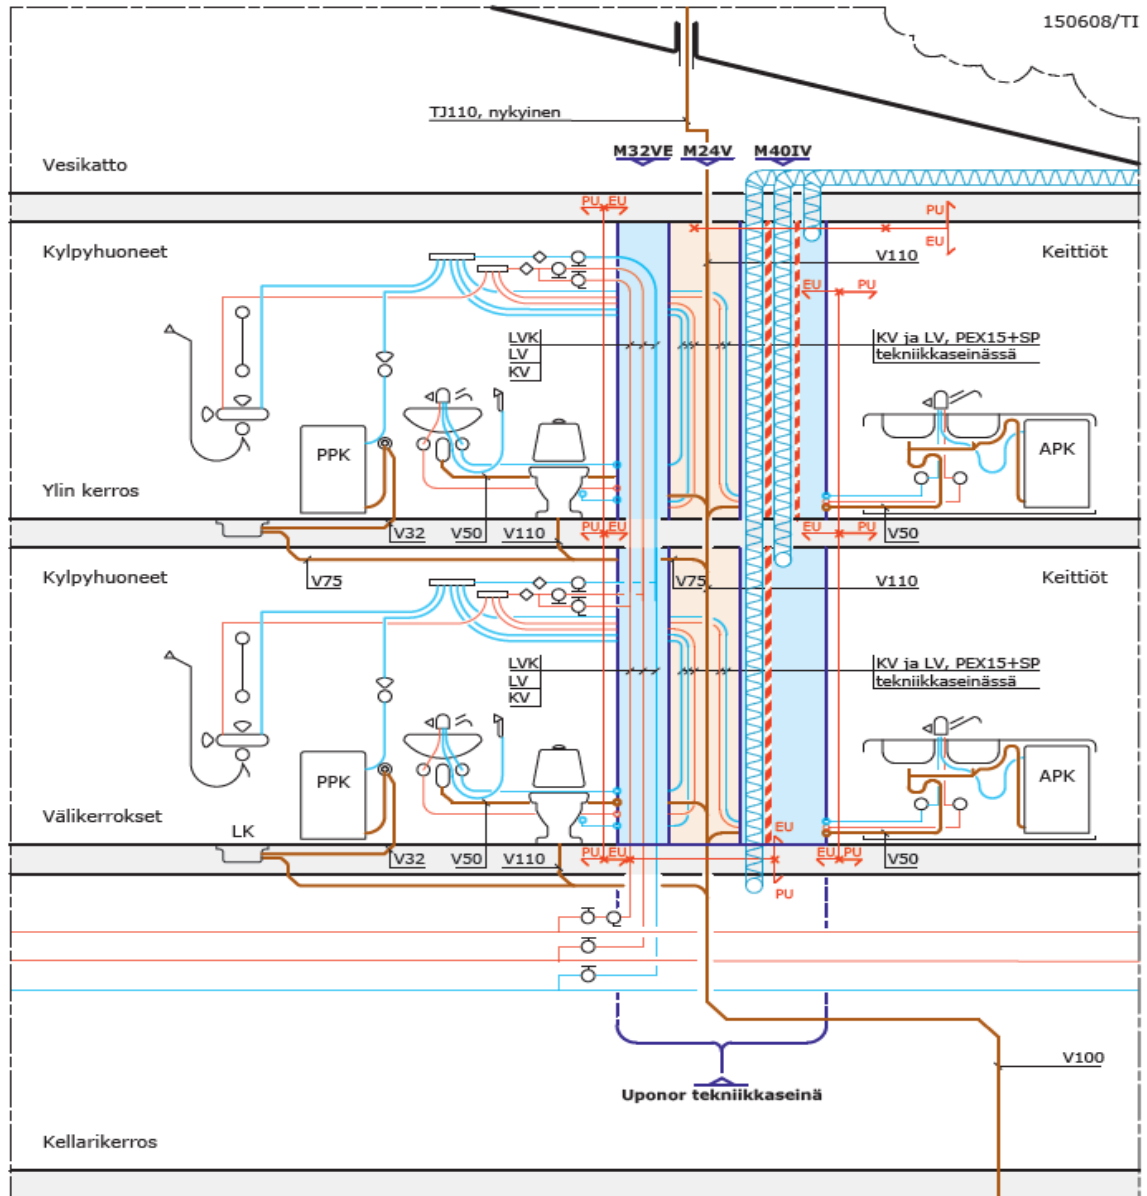 150608/TI
TJ110, nykyinen
M32VE M24V M40IV
Vesikatto
PU EU
PU
EU
Kylpyhuoneet
V110
Keittiöt
EU PU
LVK
LV
KV
KV ja LV, PEX15+SP
tekniikkaseinässä
PPK
APK
Ylin kerros
V32 V50 V110
PU EU
EU PU
V50
V75
V75
V110
Kylpyhuoneet
Keittiöt
LVK
LV
KV
KV ja LV, PEX15+SP
tekniikkaseinässä
PPK
APK
Välikerrokset
LK
EU
V32 V50 V110
PU EU
EU PU
V50
PU
V100
Uponor tekniikkaseinä
Kellarikerros